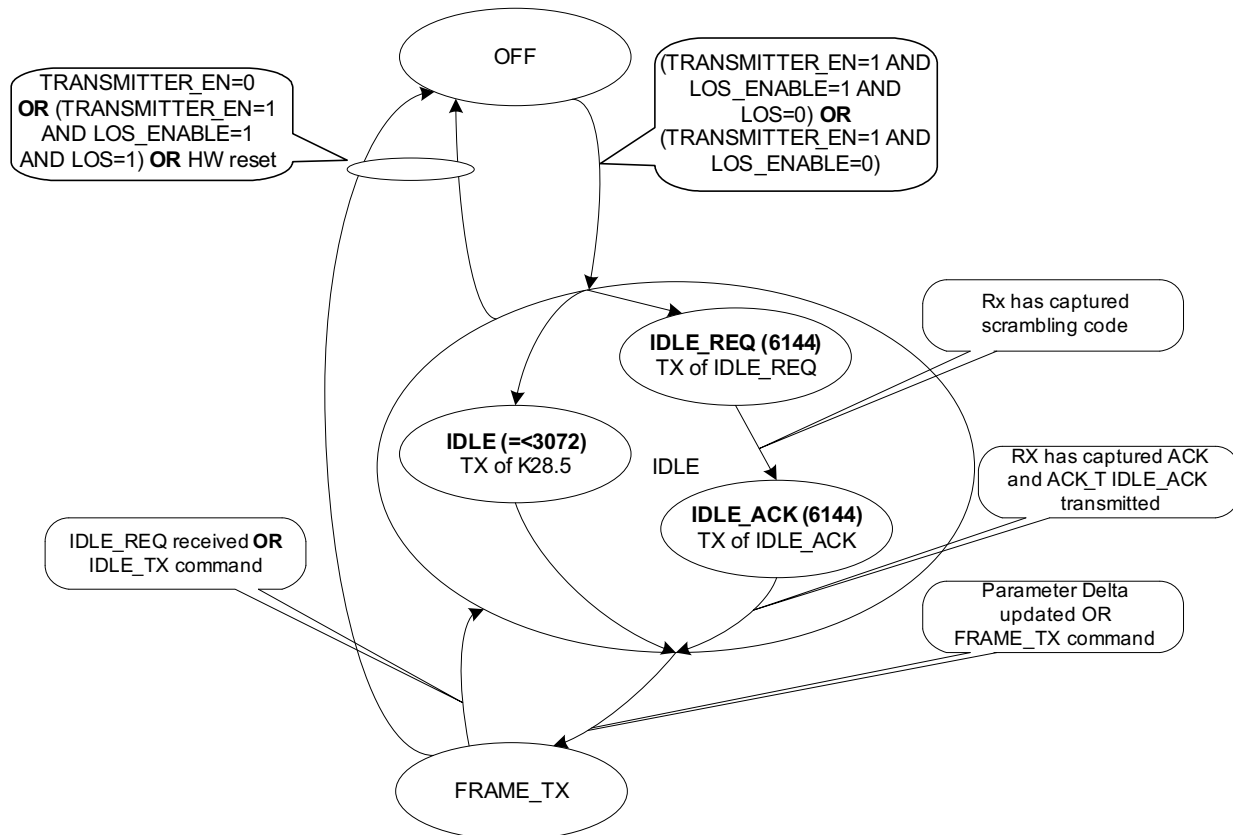 OFF
TRANSMITTER_EN=0
OR (TRANSMITTER_EN=1
AND LOS_ENABLE=1
AND LOS=1) OR HW reset
(TRANSMITTER_EN=1 AND
LOS_ENABLE=1 AND
LOS=0) OR
(TRANSMITTER_EN=1 AND
LOS_ENABLE=0)
Rx has captured
scrambling code
IDLE_REQ (6144)
TX of IDLE_REQ
IDLE (=<3072)
TX of K28.5
IDLE
RX has captured ACK
and ACK_T IDLE_ACK
transmitted
IDLE_ACK (6144)
TX of IDLE_ACK
IDLE_REQ received OR
IDLE_TX command
Parameter Delta
updated OR
FRAME_TX command
FRAME_TX